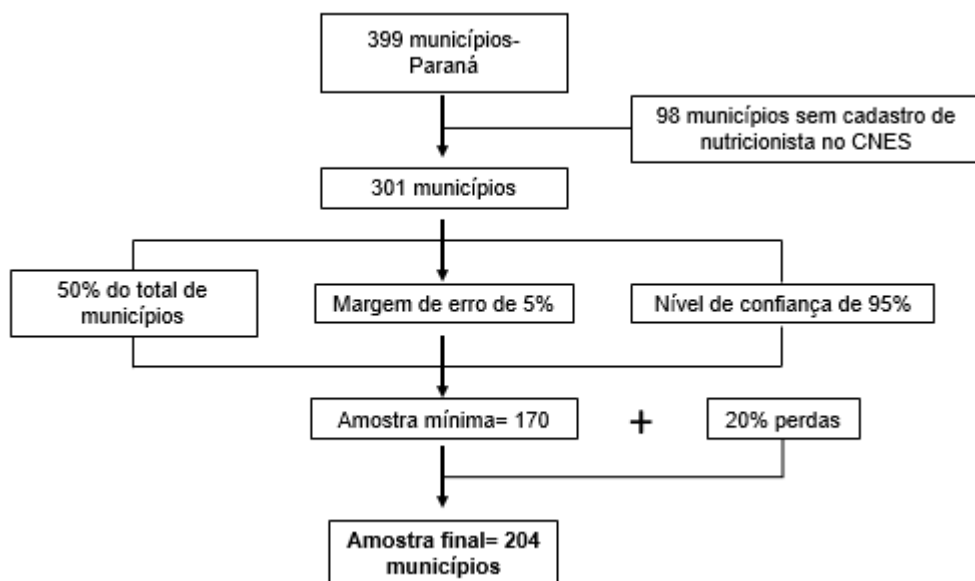 399 municípios-
Paraná
98 municípios sem cadastro de
nutricionista no CNES
301 municípios
50% do total de
municípios
Margem de erro de 5%
Nível de confiança de 95%
Amostra mínima= 170
+
20% perdas
Amostra final= 204
municípios